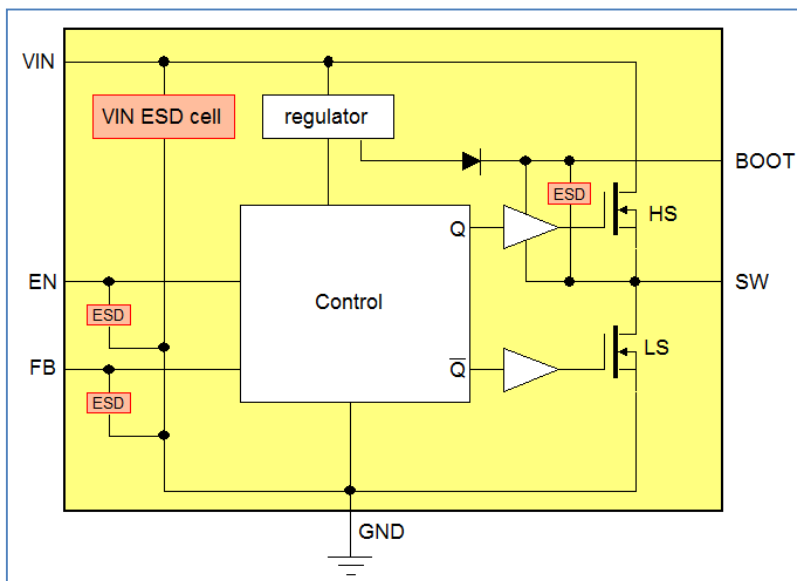 VIN
VIN ESD cell
regulator
BOOT
ESD
HS
Q
EN
SW
ESD
Control
LS
FB
Q̅
ESD
GND